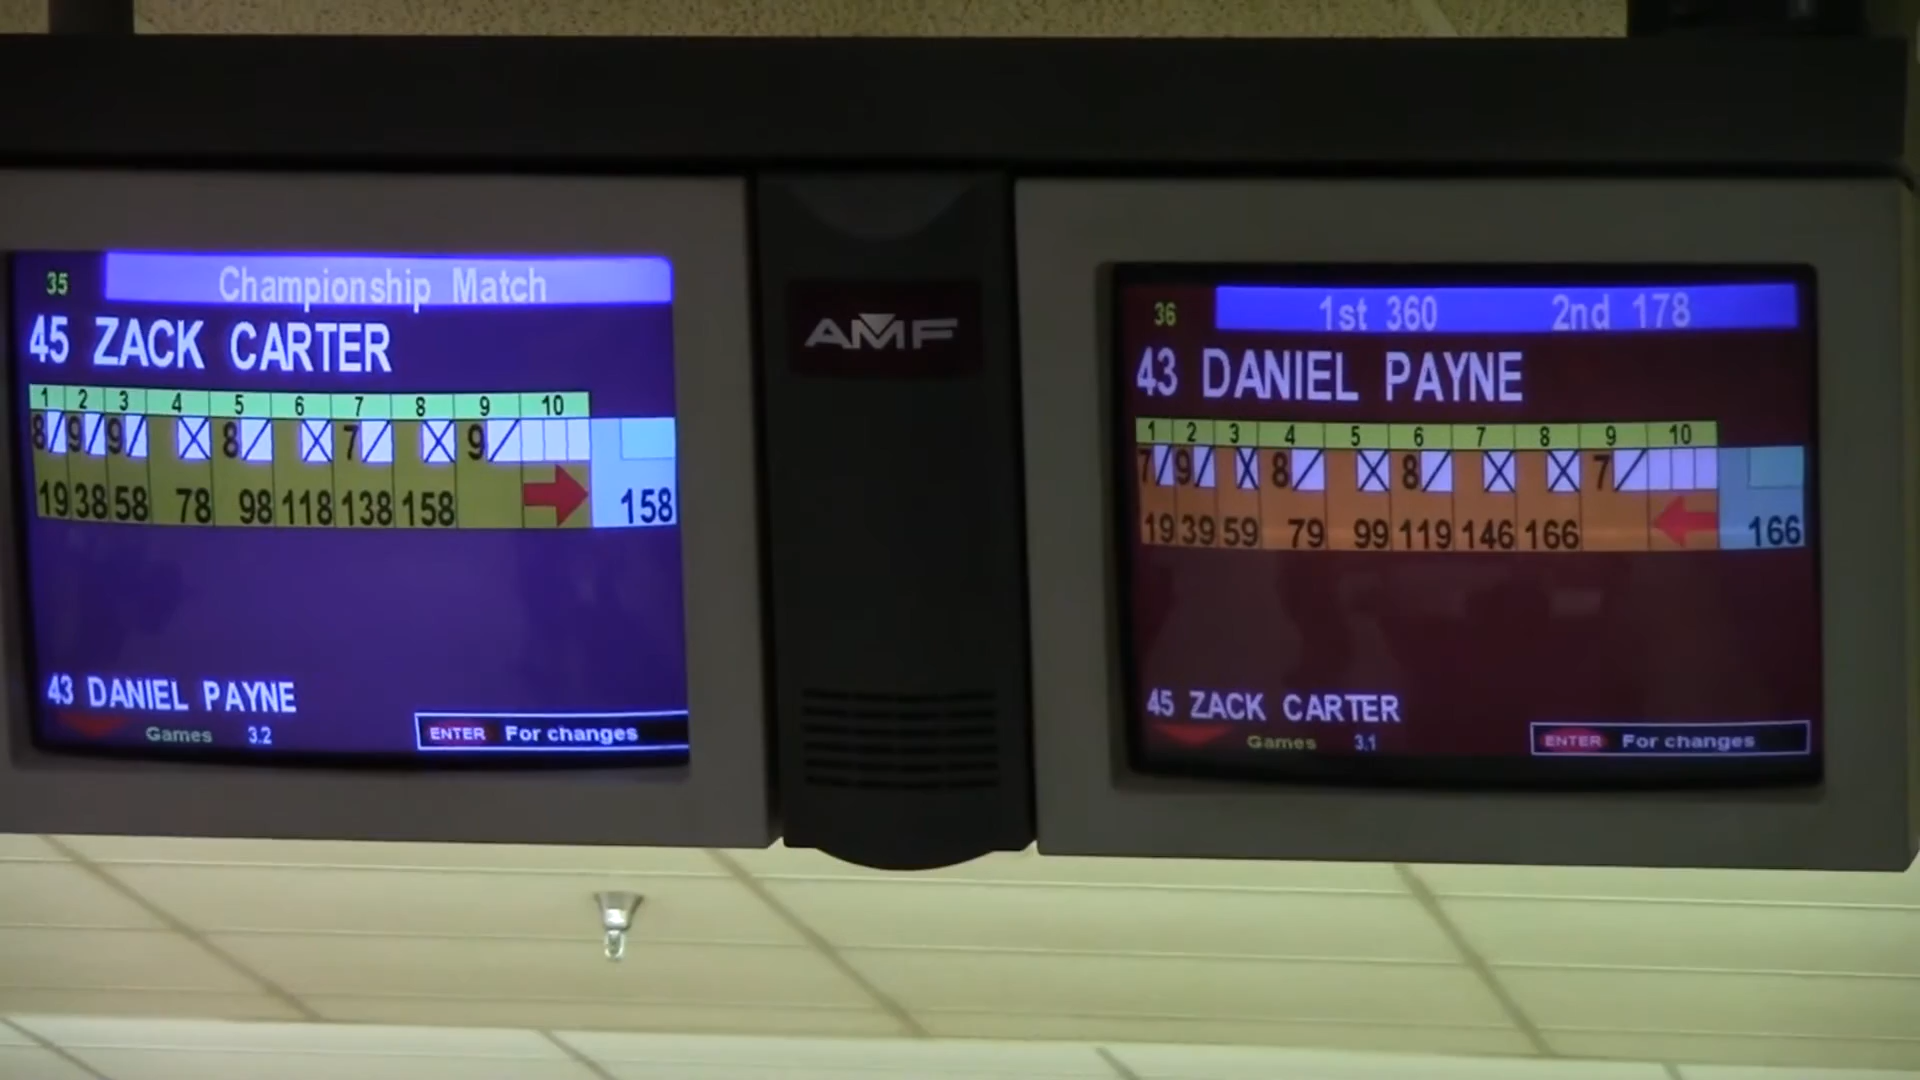 35 Championship Match
45 ZACK CARTER
1 2 3 4 5 6 7 8 9 10
8/ 9/ 9/ X 8/ X 7/ X 9/
19 38 58 78 98 118 138 158 158
43 DANIEL PAYNE
Games 3.2 ENTER For changes
AMF
36 1st 360 2nd 178
43 DANIEL PAYNE
1 2 3 4 5 6 7 8 9 10
7/ 9/ X 8/ X 8/ X X 7/
19 39 59 79 99 119 146 166 166
45 ZACK CARTER
Games 3.1 ENTER For changes